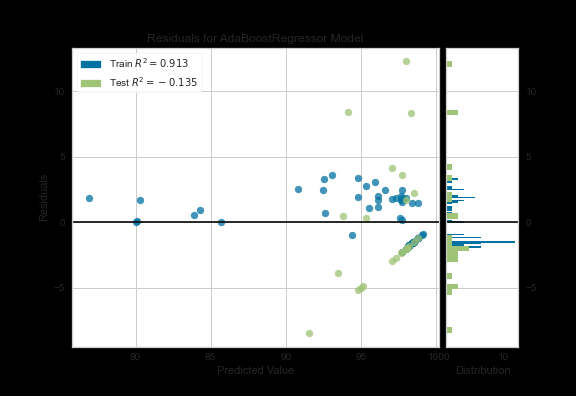 Residuals for AdaBoostRegressor Model
Train R² = 0.913
Test R² = −0.135
10
5
0
−5
Residuals
80
85
90
95
100
Predicted Value
10
5
0
−5
0
10
Distribution